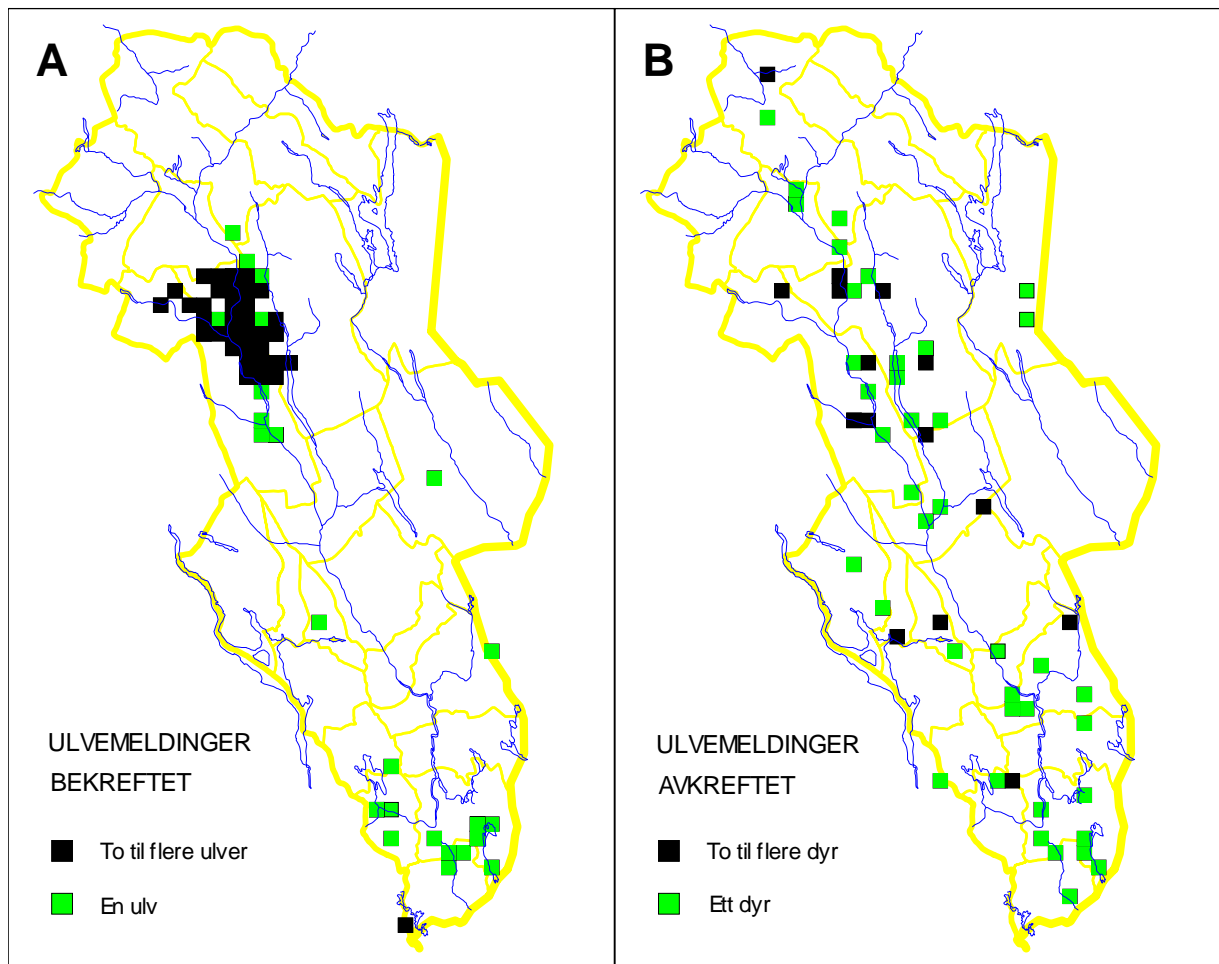 A
ULVEMELDINGER
BEKREFTET
To til flere ulver
En ulv
B
ULVEMELDINGER
AVKREFTET
To til flere dyr
Ett dyr